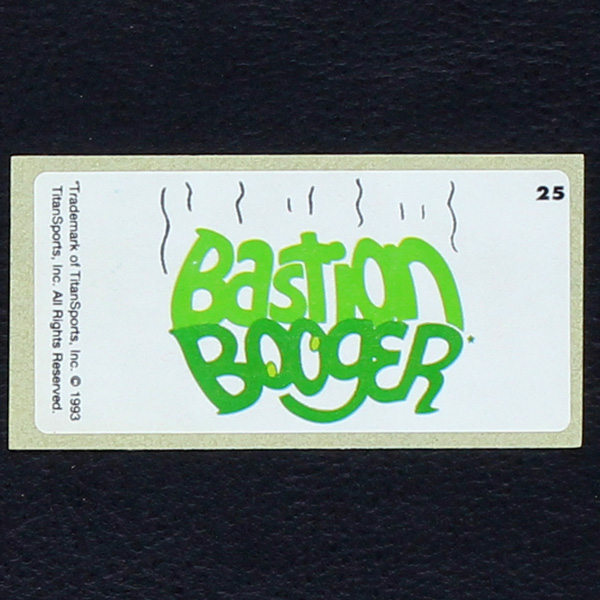 25
BastIon
BOOGER*
*Trademark of TitanSports, Inc. © 1993
TitanSports, Inc. All Rights Reserved.